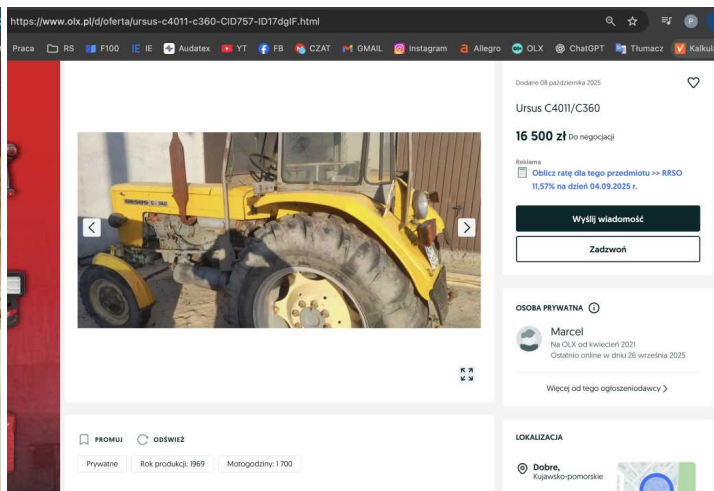 https://www.olx.pl/d/oferta/ursus-c4011-c360-CID757-ID17dgIF.html
P
Praca RS F100 IE IE Audatex YT FB CZAT GMAIL Instagram Allegro OLX ChatGPT Tłumacz Kalkula
Dodane 08 października 2025
Ursus C4011/C360
16 500 zł Do negocjacji
Reklama
Oblicz ratę dla tego przedmiotu >> RRSO
11,57% na dzień 04.09.2025 r.
Wyślij wiadomość
Zadzwoń
OSOBA PRYWATNA
Marcel
Na OLX od kwiecień 2021
Ostatnio online w dniu 26 września 2025
Więcej od tego ogłoszeniodawcy
PROMUJ ODŚWIEŻ
Prywatne Rok produkcji: 1969 Motogodziny: 1 700
LOKALIZACJA
Dobre,
Kujawsko-pomorskie